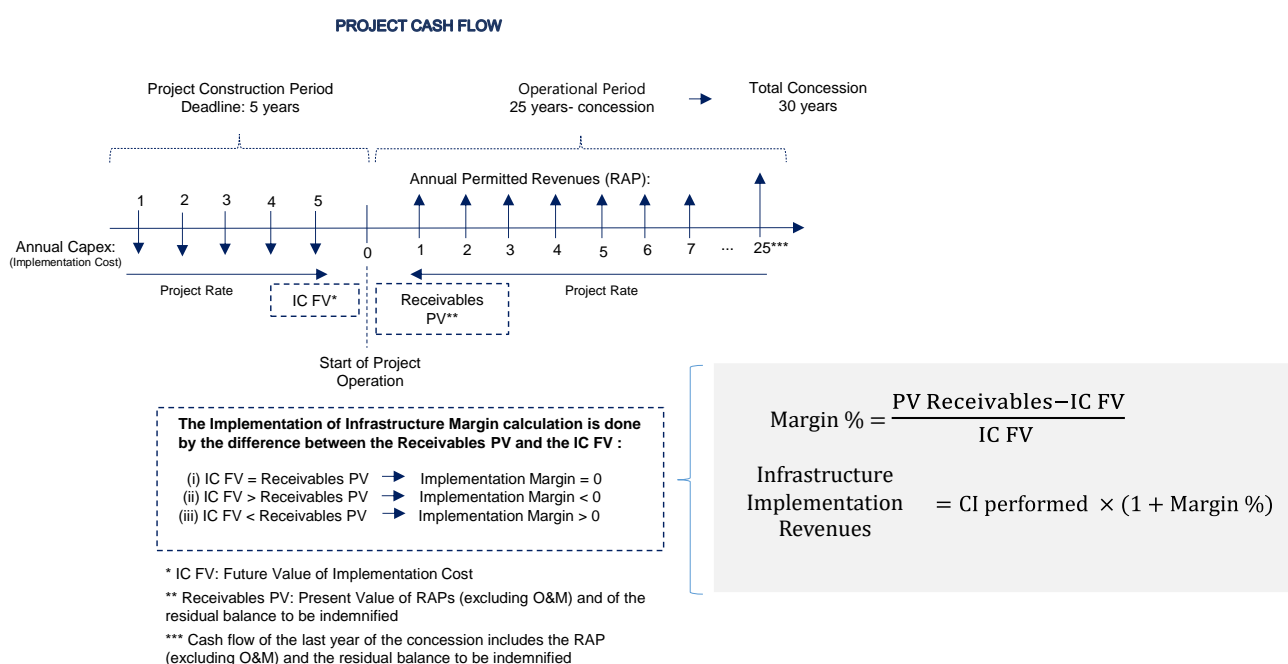 PROJECT CASH FLOW
Project Construction Period
Deadline: 5 years
Operational Period
25 years- concession
Total Concession
30 years
Annual Permitted Revenues (RAP):
1 2 3 4 5
Annual Capex:
(Implementation Cost)
0 1 2 3 4 5 6 7 ... 25***
Project Rate
Project Rate
IC FV*
Receivables
PV**
Start of Project
Operation
The Implementation of Infrastructure Margin calculation is done
by the difference between the Receivables PV and the IC FV :
(i) IC FV = Receivables PV Implementation Margin = 0
(ii) IC FV > Receivables PV Implementation Margin < 0
(iii) IC FV < Receivables PV Implementation Margin > 0
Margin % = PV Receivables−IC FV
IC FV
Infrastructure
Implementation
Revenues
= CI performed × (1 + Margin %)
* IC FV: Future Value of Implementation Cost
** Receivables PV: Present Value of RAPs (excluding O&M) and of the
residual balance to be indemnified
*** Cash flow of the last year of the concession includes the RAP
(excluding O&M) and the residual balance to be indemnified